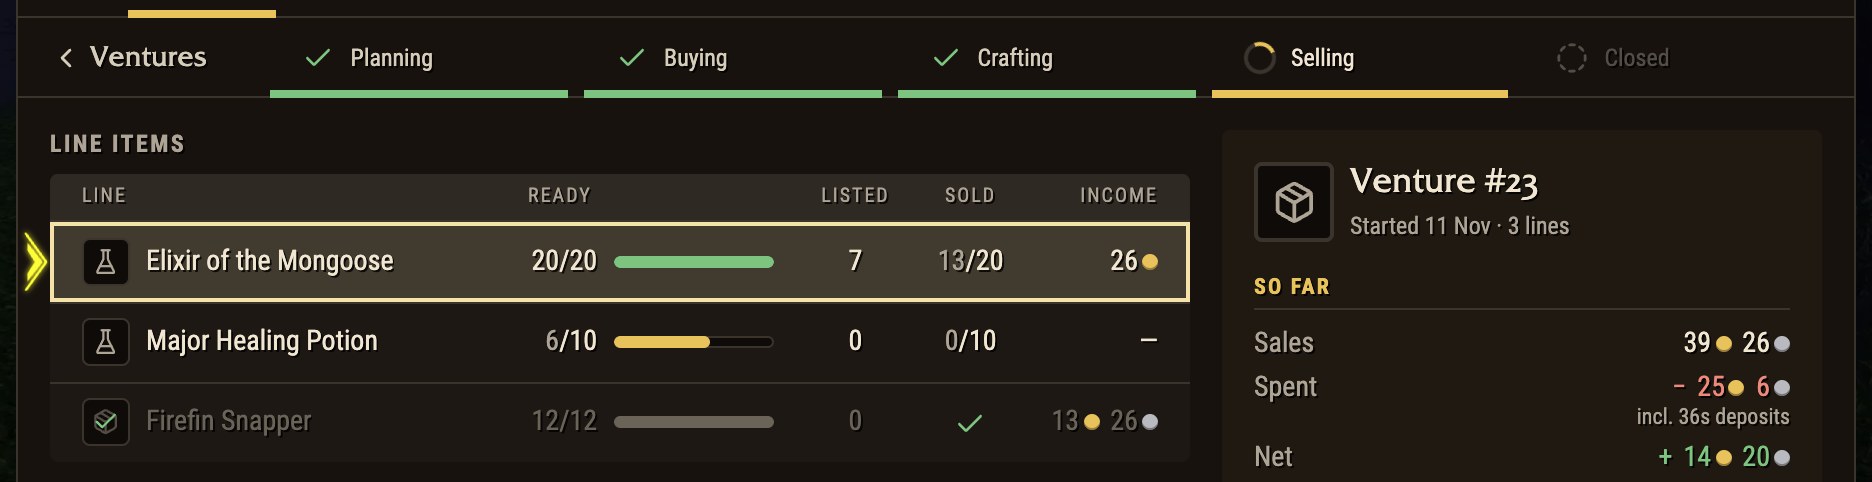 Ventures Planning Buying Crafting Selling Closed
LINE ITEMS
LINE READY LISTED SOLD INCOME
Elixir of the Mongoose 20/20 7 13/20 26
Major Healing Potion 6/10 0 0/10 –
Firefin Snapper 12/12 0 13 26
Venture #23
Started 11 Nov · 3 lines
SO FAR
Sales 39 26
Spent – 25 6
incl. 36s deposits
Net + 14 20